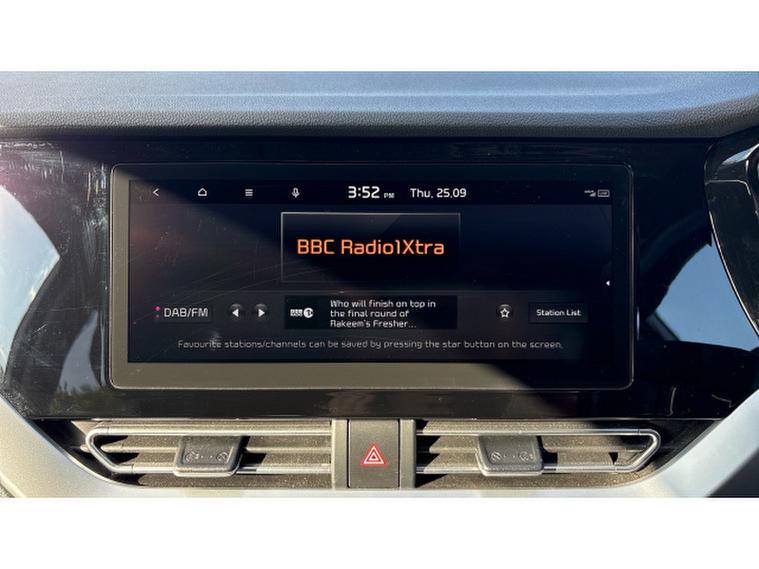 3:52 PM Thu, 25.09
BBC Radio1Xtra
DAB/FM
Who will finish on top in
the final round of
Rakeem's Fresher...
Station List
Favourite stations/channels can be saved by pressing the star button on the screen.